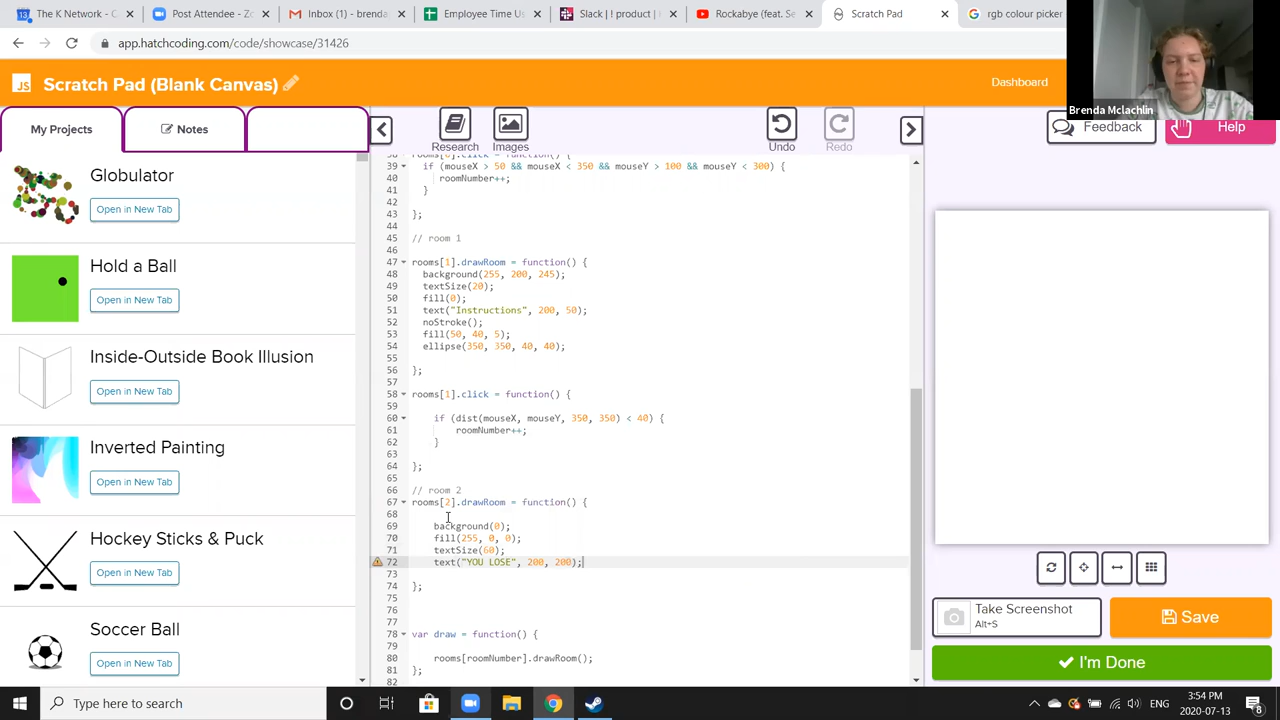 The K Network - C
Post Attendee - Zo
Inbox (1) - brenda
Employee Time Us
Slack | ! product | k
Rockabye (feat. Se
Scratch Pad
rgb colour picker
app.hatchcoding.com/code/showcase/31426
JS Scratch Pad (Blank Canvas)
Dashboard
Brenda Mclachlin
My Projects
Notes
Research
Images
Undo
Redo
Feedback
Help
Globulator
Open in New Tab
Hold a Ball
Open in New Tab
Inside-Outside Book Illusion
Open in New Tab
Inverted Painting
Open in New Tab
Hockey Sticks & Puck
Open in New Tab
Soccer Ball
Open in New Tab
38 rooms[0].click = function() {
39 if (mouseX > 50 && mouseX < 350 && mouseY > 100 && mouseY < 300) {
40 roomNumber++;
41 }
42
43 };
44
45 // room 1
46
47 rooms[1].drawRoom = function() {
48 background(255, 200, 245);
49 textSize(20);
50 fill(0);
51 text("Instructions", 200, 50);
52 noStroke();
53 fill(50, 40, 5);
54 ellipse(350, 350, 40, 40);
55
56 };
57
58 rooms[1].click = function() {
59
60 if (dist(mouseX, mouseY, 350, 350) < 40) {
61 roomNumber++;
62 }
63
64 };
65
66 // room 2
67 rooms[2].drawRoom = function() {
68
69 background(0);
70 fill(255, 0, 0);
71 textSize(60);
72 text("YOU LOSE", 200, 200);
73
74 };
75
76
77
78 var draw = function() {
79
80 rooms[roomNumber].drawRoom();
81 };
82
Take Screenshot
Alt+S
Save
I'm Done
Type here to search
3:54 PM
2020-07-13
8